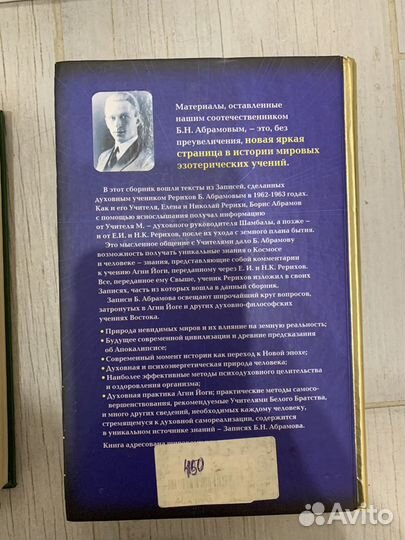 Материалы, оставленные
нашим соотечественником
Б.Н. Абрамовым, – это, без
преувеличения, новая яркая
страница в истории мировых
эзотерических учений.
В этот сборник вошли тексты из Записей, сделанных
духовным учеником Рерихов Б. Абрамовым в 1962-1963 годах.
Как и его Учителя, Елена и Николай Рерихи, Борис Абрамов
с помощью яснослышания получал информацию
от Учителя М. – духовного руководителя Шамбалы, а позже –
и от Е.И. и Н.К. Рерихов, после их ухода с земного плана бытия.
Это мысленное общение с Учителями дало Б. Абрамову
возможность получать уникальные знания о Космосе
и человеке – знания, представляющие собой комментарии
к учению Агни Йоги, переданному через Е. И. и Н.К. Рерихов.
Все, переданное ему Свыше, ученик Рерихов изложил в своих
Записях, часть из которых вошла в данный сборник.
Записи Б. Абрамова освещают широчайший круг вопросов,
затронутых в Агни Йоге и других духовно-философских
учениях Востока.
• Природа невидимых миров и их влияние на земную реальность;
• Будущее современной цивилизации и древние предсказания
об Апокалипсисе;
• Современный момент истории как переход к Новой эпохе;
• Духовная и психоэнергетическая природа человека;
• Наиболее эффективные методы психодуховного целительства
и оздоровления организма;
• Духовная практика Агни Йоги; практические методы самосо-
вершенствования, рекомендуемые Учителями Белого Братства,
и много других сведений, необходимых каждому человеку,
стремящемуся к духовной самореализации, содержится
в уникальном источнике знаний – Записях Б.Н. Абрамова.
Книга адресована
460
Avito